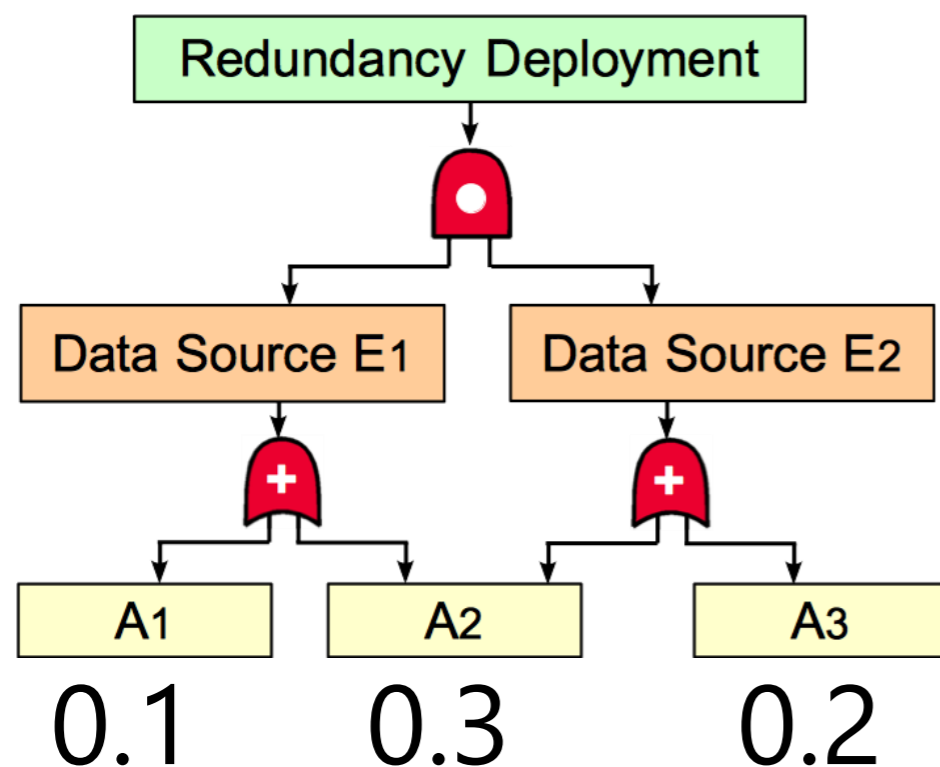 Redundancy Deployment
Data Source E1
Data Source E2
+
+
A1
A2
A3
0.1
0.3
0.2